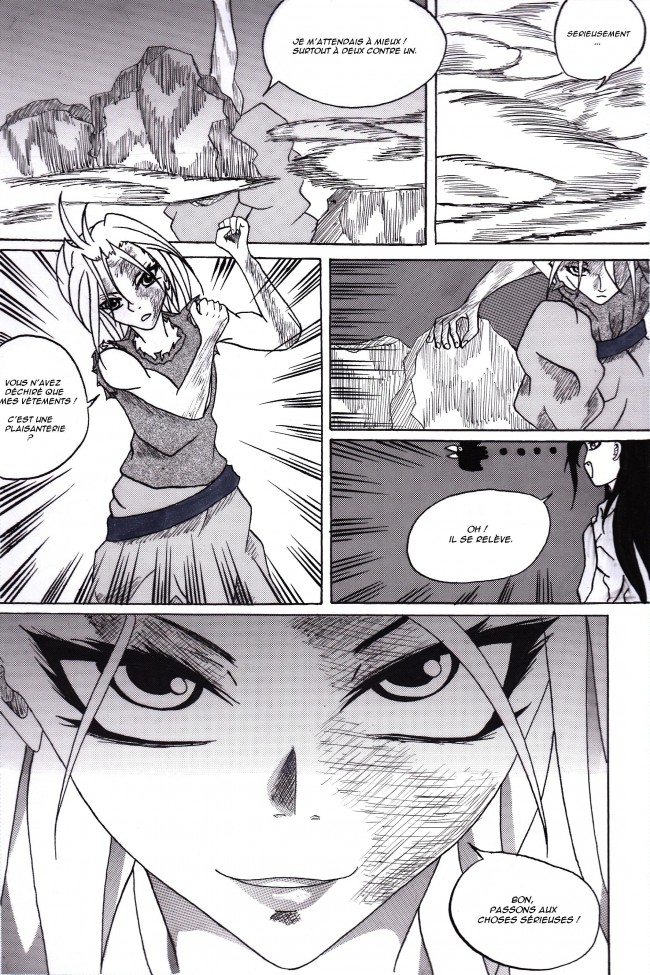 SERIEUSEMENT
...
JE M'ATTENDAIS À MIEUX !
SURTOUT À DEUX CONTRE UN.
OH !
IL SE RELÈVE.
VOUS N'AVEZ
DÉCHIRÉ QUE
MES VÊTEMENTS !
C'EST UNE
PLAISANTERIE
?
BON,
PASSONS AUX
CHOSES SÉRIEUSES !